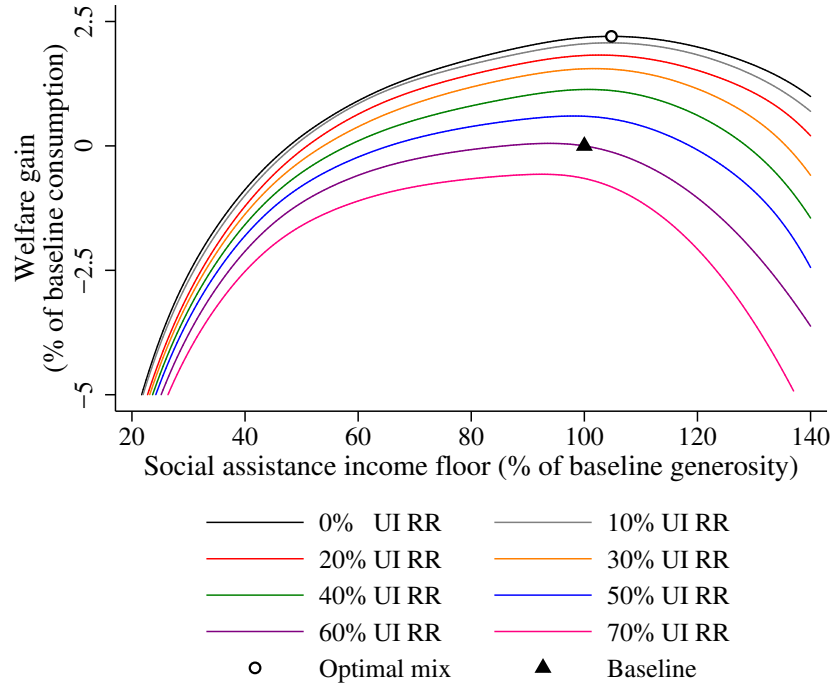 Welfare gain
(% of baseline consumption)
2.5
0
−2.5
−5
20 40 60 80 100 120 140
Social assistance income floor (% of baseline generosity)
0% UI RR 10% UI RR
20% UI RR 30% UI RR
40% UI RR 50% UI RR
60% UI RR 70% UI RR
Optimal mix Baseline